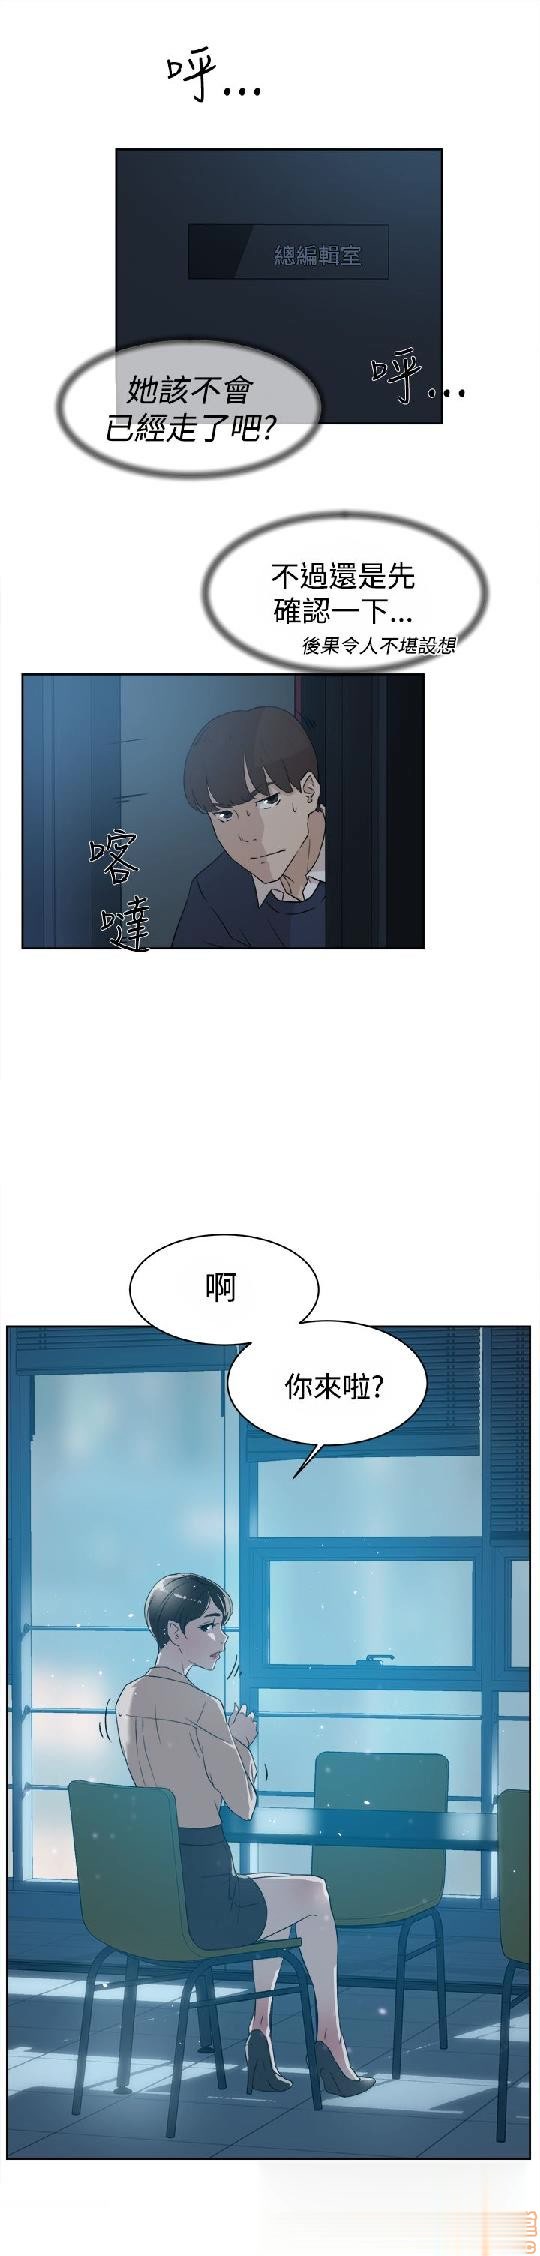 呼...
總編輯室
呼...
她該不會
已經走了吧?
不過還是先
確認一下...
後果令人不堪設想
喀
噠
啊
你來啦?